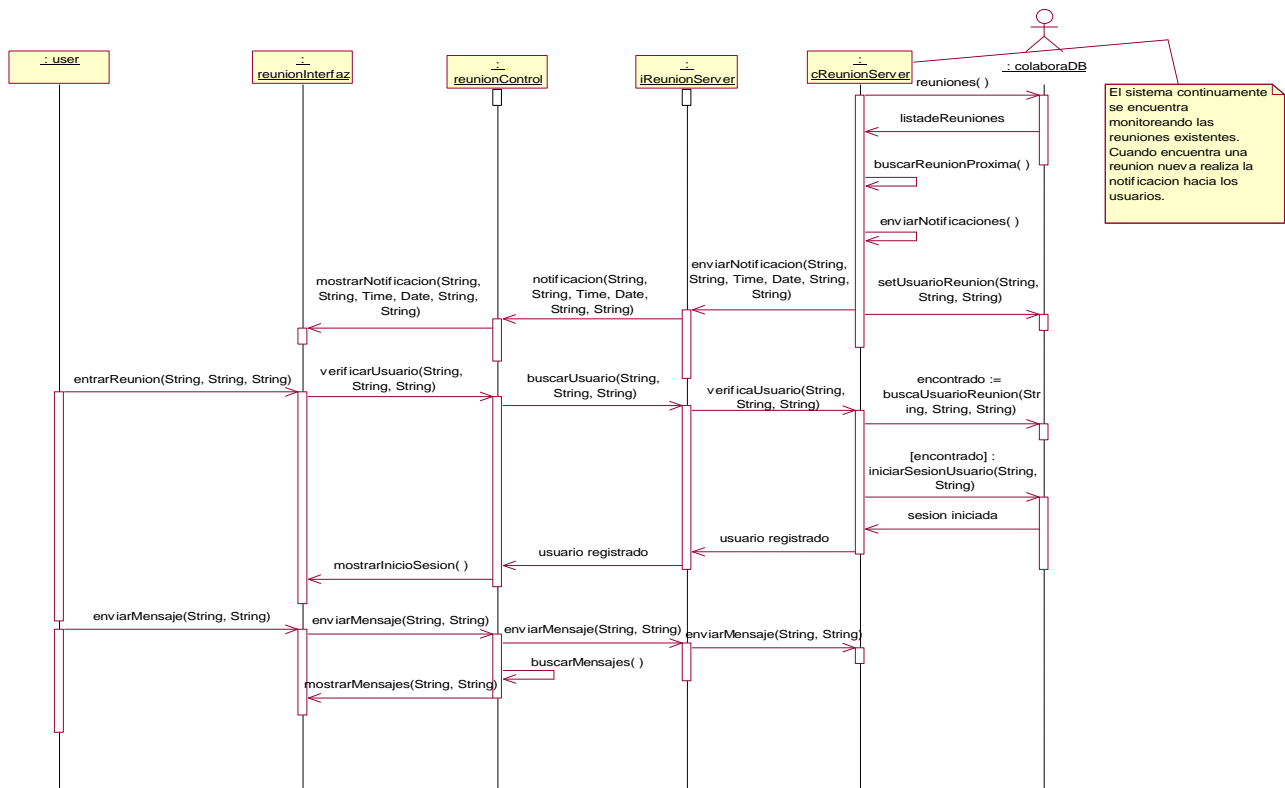 : user
:
reunionInterfaz
:
reunionControl
:
iReunionServer
:
cReunionServer
: colaboraDB
El sistema continuamente
se encuentra
monitoreando las
reuniones existentes.
Cuando encuentra una
reunion nueva realiza la
notificacion hacia los
usuarios.
reuniones( )
listadeReuniones
buscarReunionProxima( )
enviarNotificaciones( )
mostrarNotificacion(String,
String, Time, Date, String,
String)
notificacion(String,
String, Time, Date,
String, String)
enviarNotificacion(String,
String, Time, Date, String,
String)
setUsuarioReunion(String,
String, String)
entrarReunion(String, String, String)
verificarUsuario(String,
String, String)
buscarUsuario(String,
String, String)
verificaUsuario(String,
String, String)
encontrado :=
buscaUsuarioReunion(Str
ing, String, String)
[encontrado] :
iniciarSesionUsuario(String,
String)
sesion iniciada
usuario registrado
usuario registrado
mostrarInicioSesion( )
enviarMensaje(String, String)
enviarMensaje(String, String)
enviarMensaje(String, String)
enviarMensaje(String, String)
buscarMensajes( )
mostrarMensajes(String, String)